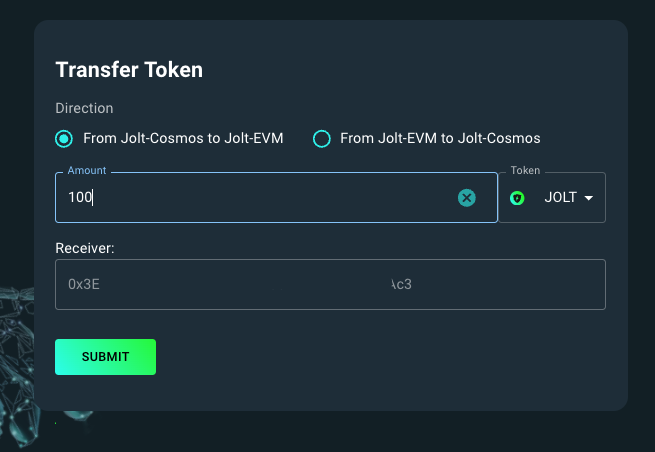 Transfer Token
Direction
From Jolt-Cosmos to Jolt-EVM From Jolt-EVM to Jolt-Cosmos
Amount Token
100 JOLT
Receiver:
0x3E Ac3
SUBMIT